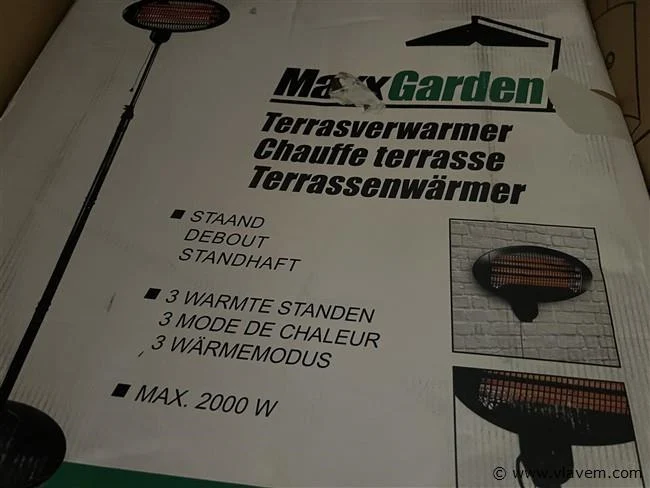 MaxxGarden
Terrasverwarmer
Chauffe terrasse
Terrassenwärmer
STAAND
DEBOUT
STANDHAFT
3 WARMTE STANDEN
3 MODE DE CHALEUR
3 WÄRMEMODUS
MAX. 2000 W
© www.vlavem.com